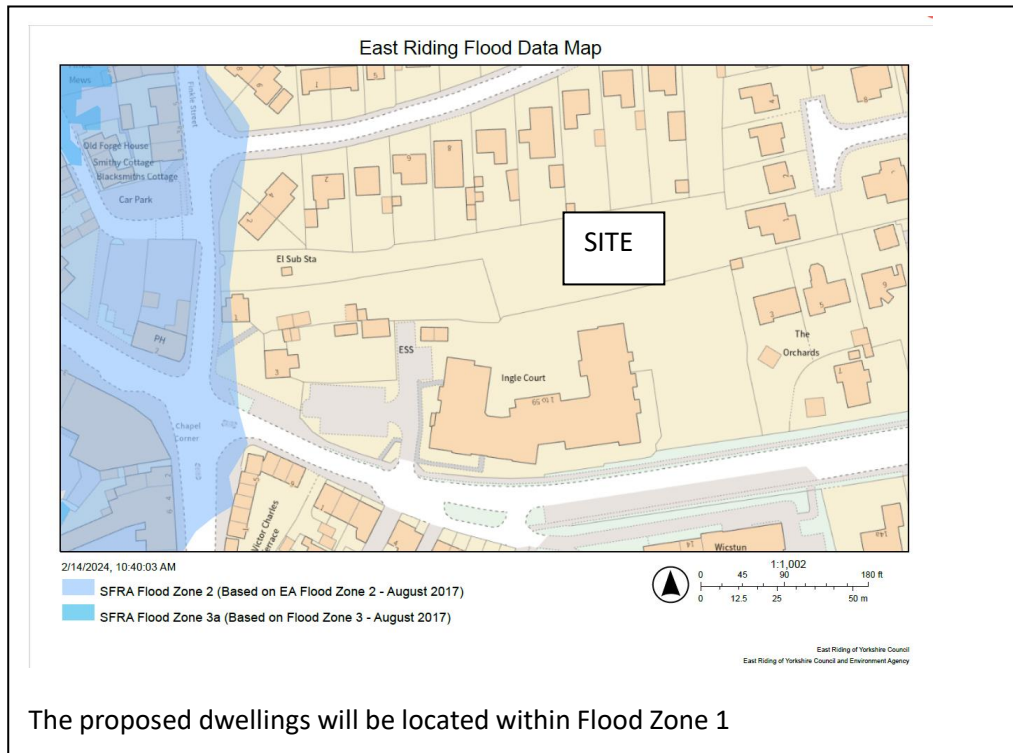 East Riding Flood Data Map
Mews
Finkle Street
Old Forge House
Smithy Cottage
Blacksmiths Cottage
Car Park
El Sub Sta
SITE
PH
ESS
Ingle Court
1 to 59
The
Orchards
Chapel
Corner
Victor Charles
Terrace
Wicstun
2/14/2024, 10:40:03 AM
SFRA Flood Zone 2 (Based on EA Flood Zone 2 - August 2017)
SFRA Flood Zone 3a (Based on Flood Zone 3 - August 2017)
1:1,002
0 45 90 180 ft
0 12.5 25 50 m
East Riding of Yorkshire Council
East Riding of Yorkshire Council and Environment Agency
The proposed dwellings will be located within Flood Zone 1